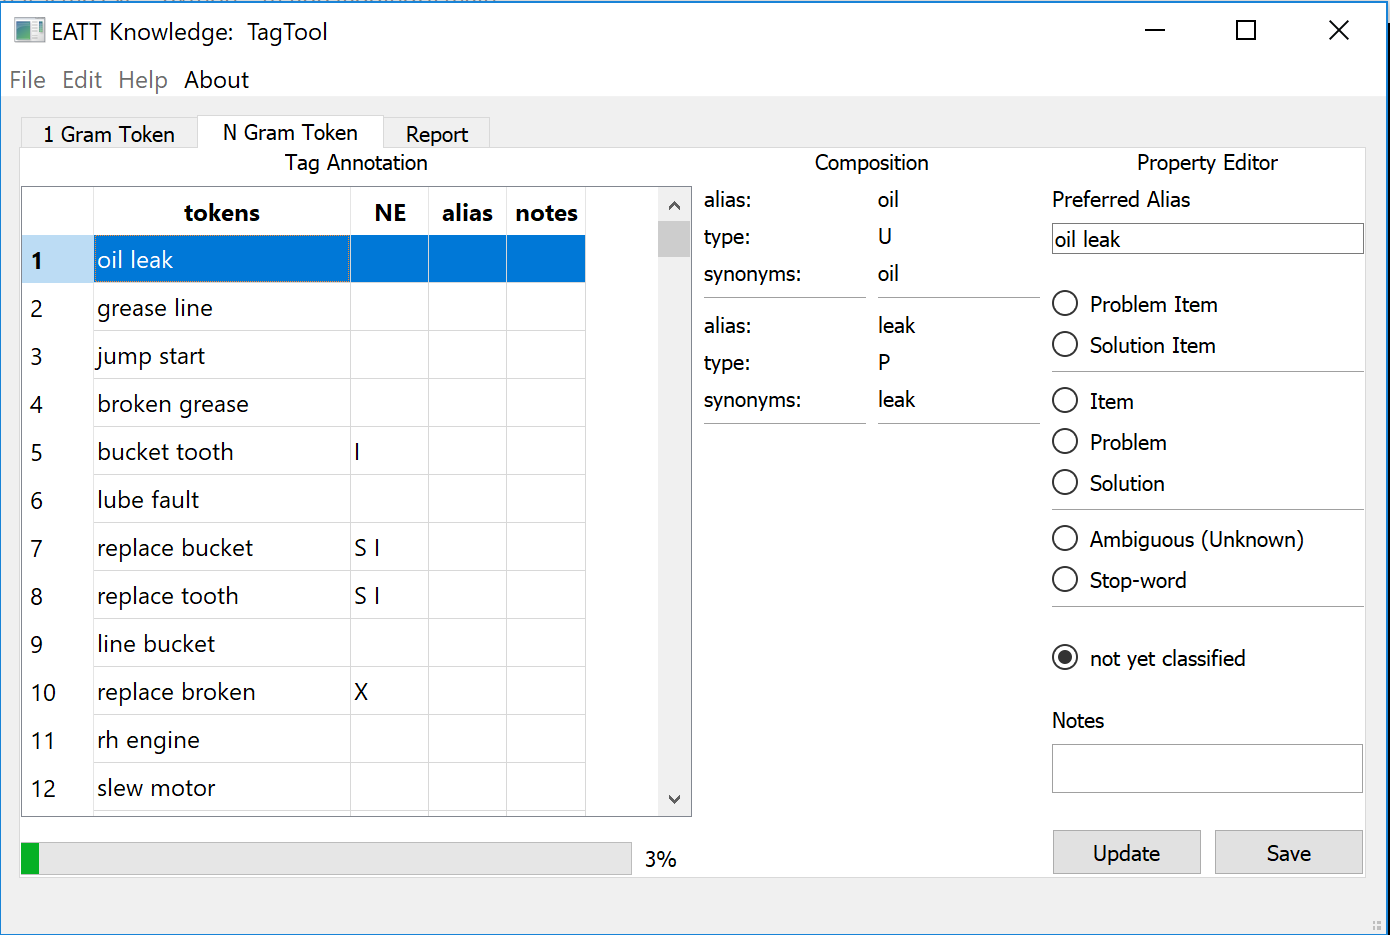 EATT Knowledge: TagTool
File Edit Help About
1 Gram Token N Gram Token Report
Tag Annotation
tokens NE alias notes
1 oil leak
2 grease line
3 jump start
4 broken grease
5 bucket tooth I
6 lube fault
7 replace bucket S I
8 replace tooth S I
9 line bucket
10 replace broken X
11 rh engine
12 slew motor
3%
Composition
alias: oil
type: U
synonyms: oil
alias: leak
type: P
synonyms: leak
Property Editor
Preferred Alias
oil leak
Problem Item
Solution Item
Item
Problem
Solution
Ambiguous (Unknown)
Stop-word
not yet classified
Notes
Update Save